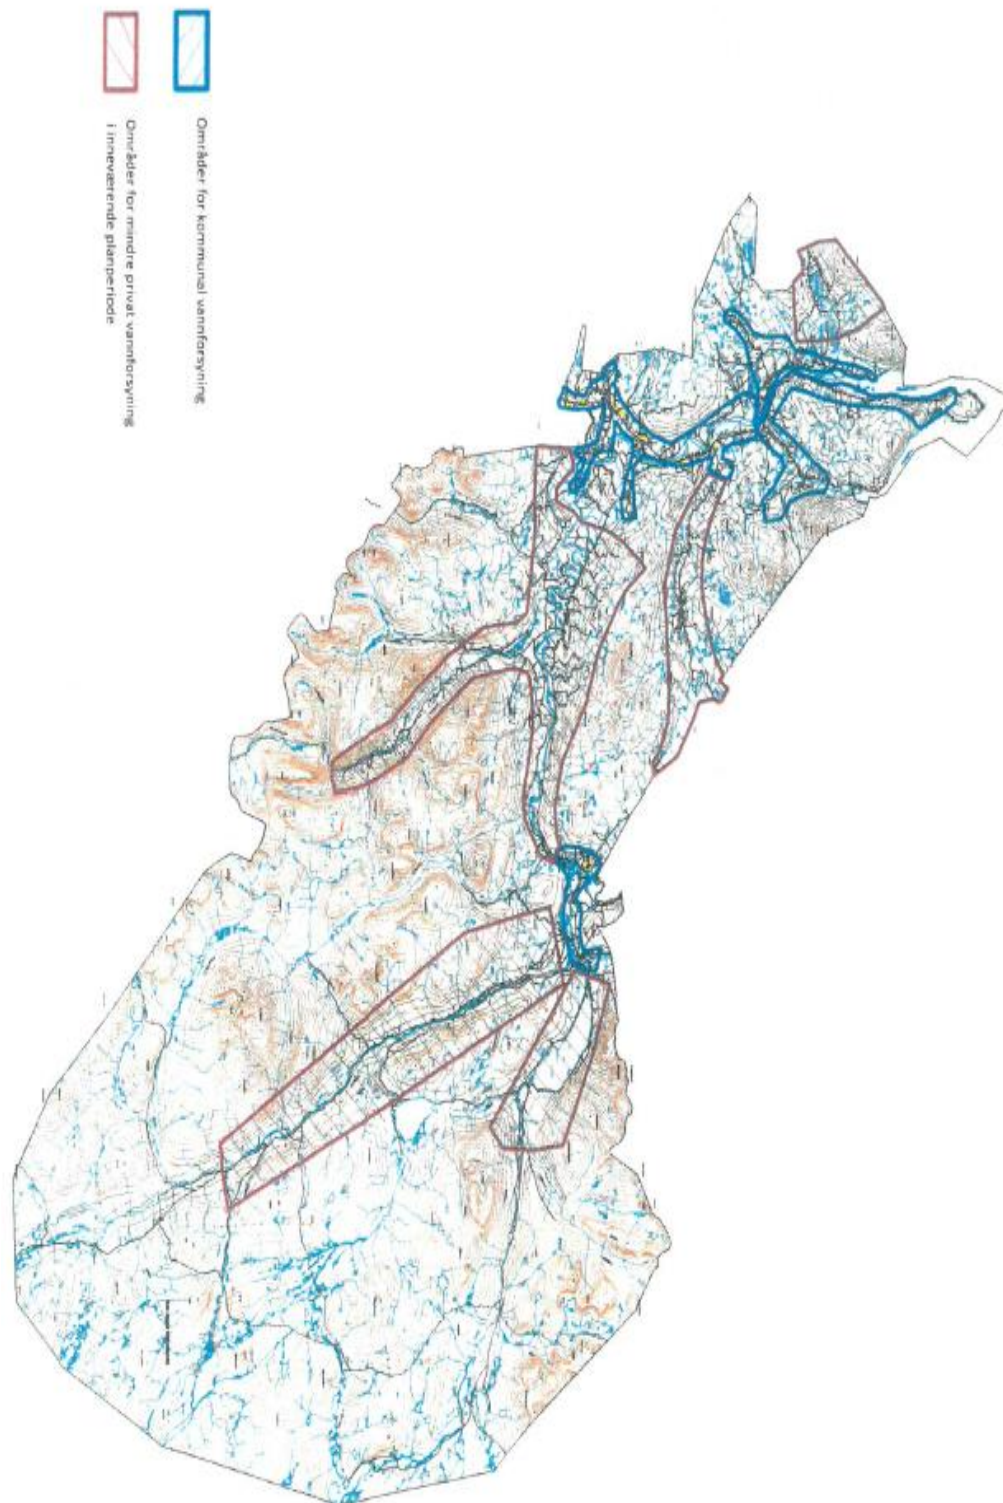 Områder for kommunal vannforsyning
Områder for mindre privat vannforsyning
i inneværende planperiode